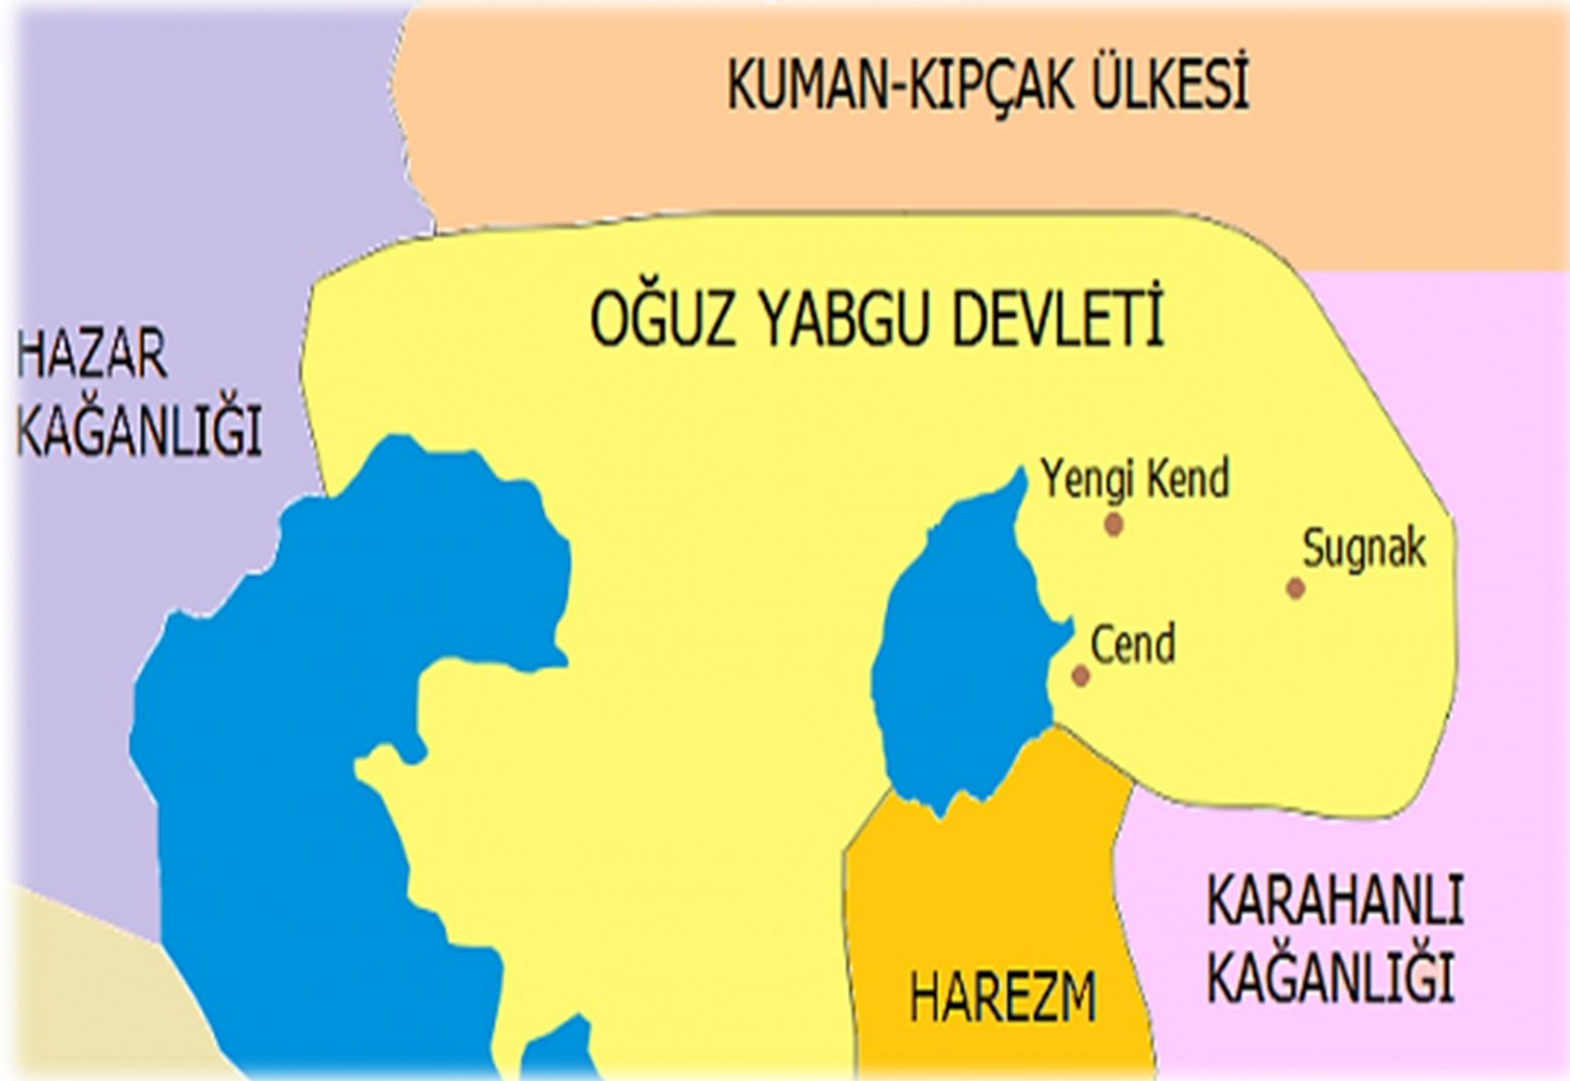 KUMAN-KIPÇAK ÜLKESİ
OĞUZ YABGU DEVLETİ
HAZAR
KAĞANLIĞI
Yengi Kend
Sugnak
Cend
KARAHANLI
KAĞANLIĞI
HAREZM